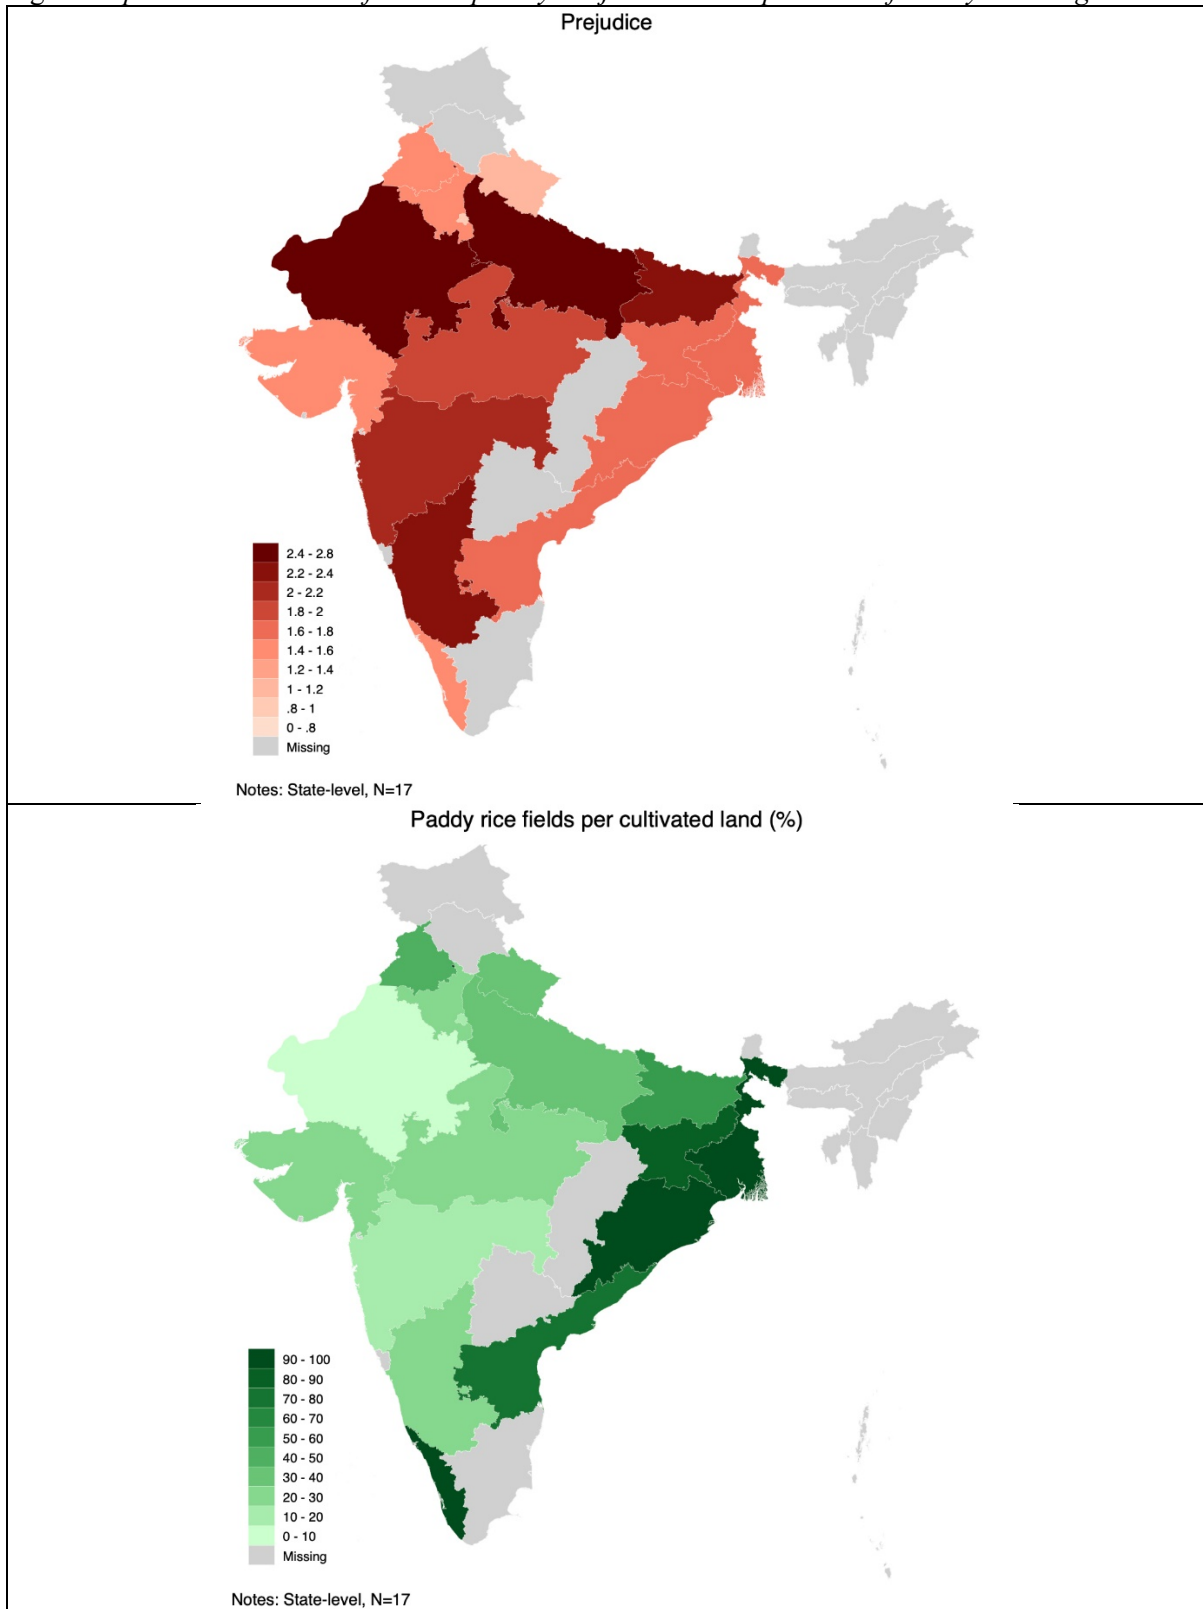 Prejudice
2.4 - 2.8
2.2 - 2.4
2 - 2.2
1.8 - 2
1.6 - 1.8
1.4 - 1.6
1.2 - 1.4
1 - 1.2
.8 - 1
0 - .8
Missing
Notes: State-level, N=17
Paddy rice fields per cultivated land (%)
90 - 100
80 - 90
70 - 80
60 - 70
50 - 60
40 - 50
30 - 40
20 - 30
10 - 20
0 - 10
Missing
Notes: State-level, N=17